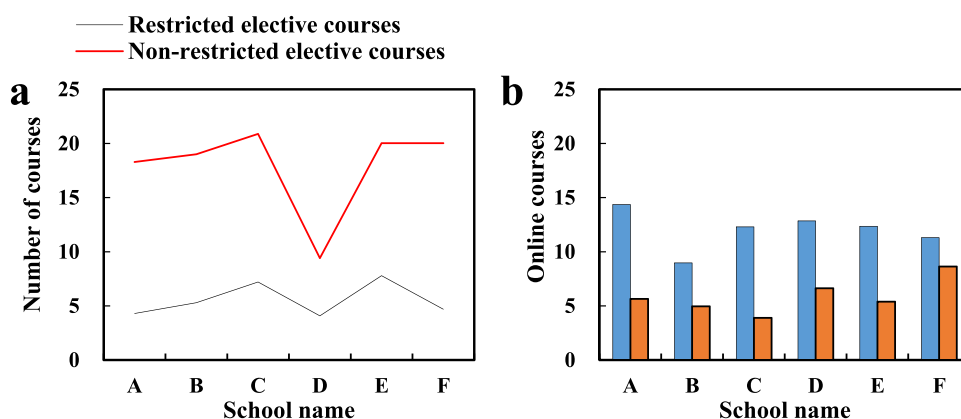 Restricted elective courses
Non-restricted elective courses
a
Number of courses
25
20
15
10
5
0
A B C D E F
School name
b
Online courses
25
20
15
10
5
0
A B C D E F
School name